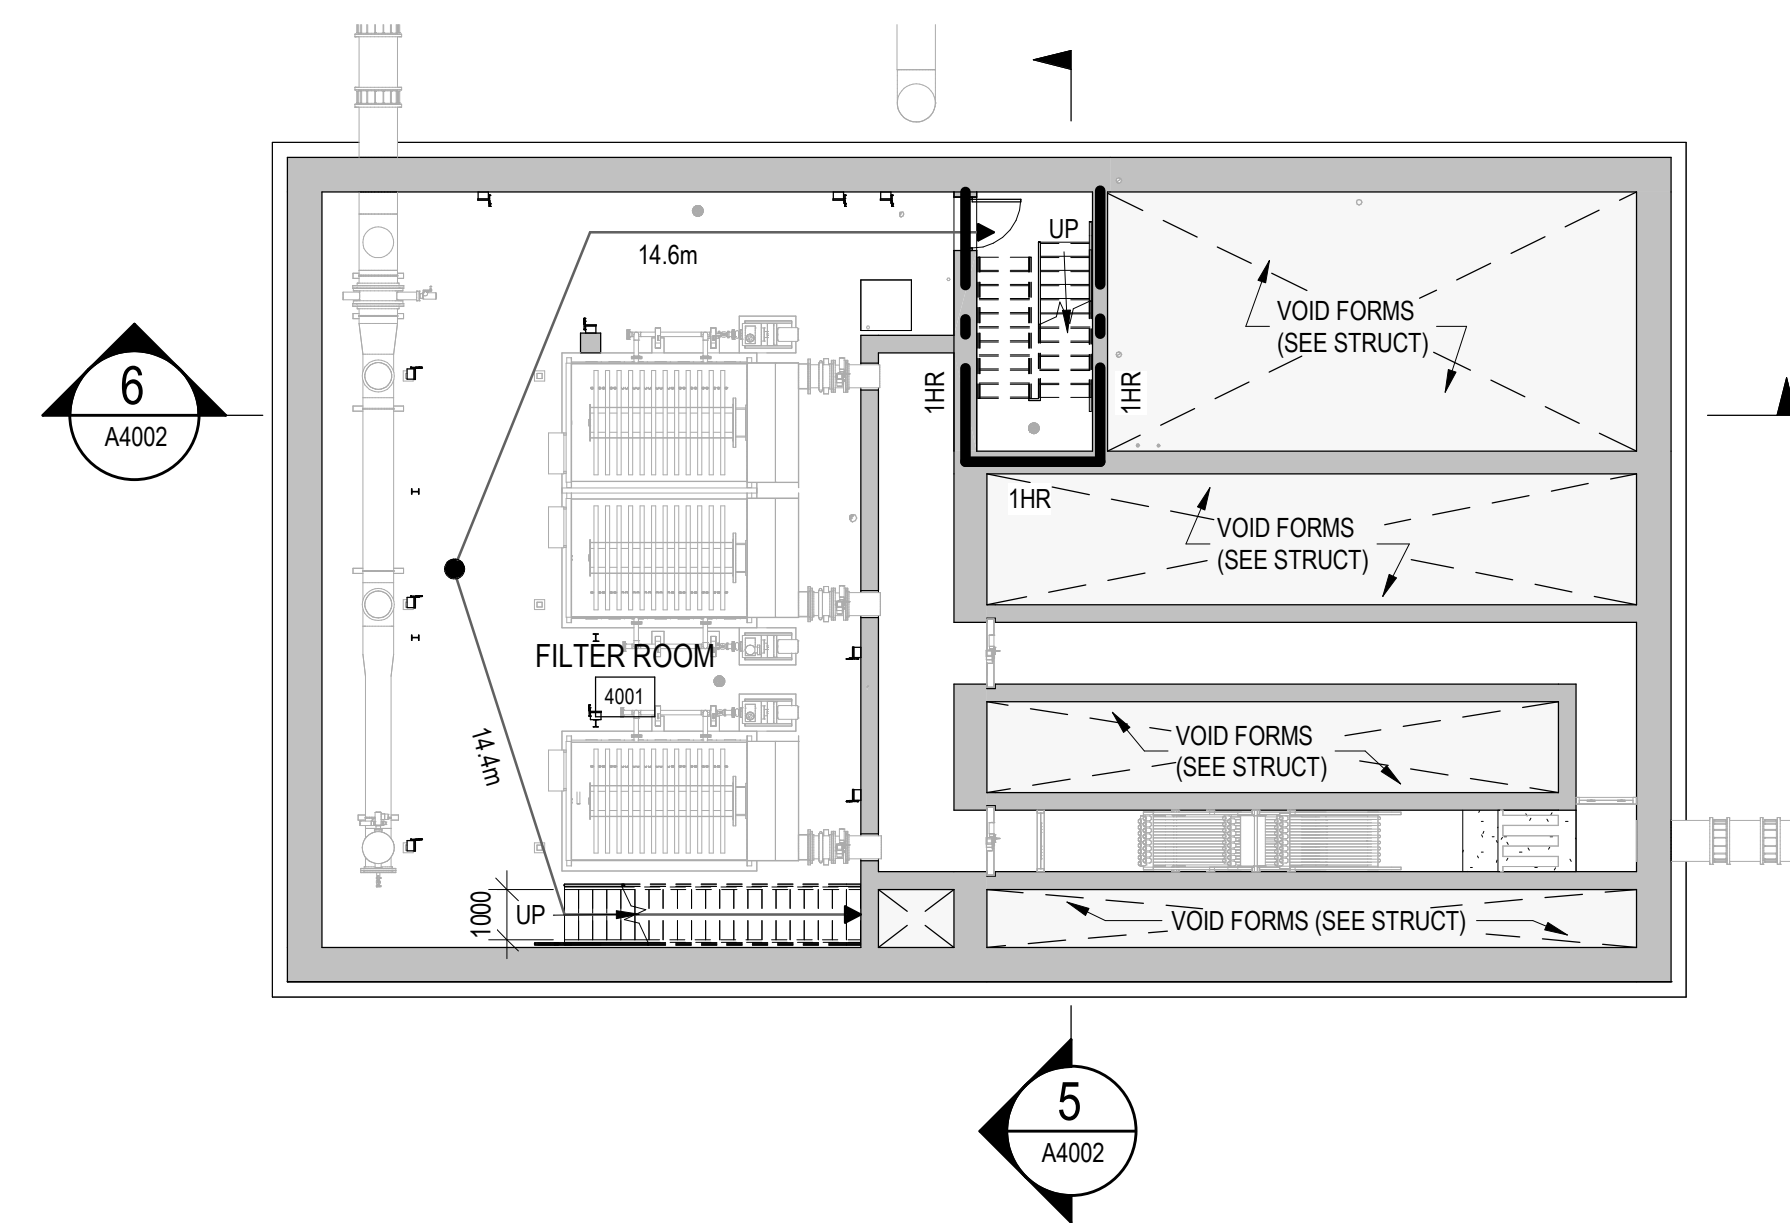 UP
14.6m
VOID FORMS
(SEE STRUCT)
6
A4002
1HR
1HR
1HR
VOID FORMS
(SEE STRUCT)
FILTER ROOM
4001
14.4m
VOID FORMS
(SEE STRUCT)
1000
UP
VOID FORMS (SEE STRUCT)
5
A4002